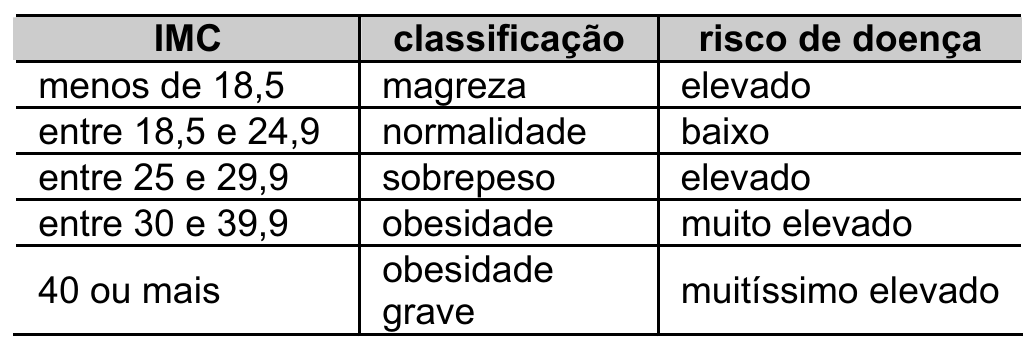 IMC classificação risco de doença
menos de 18,5 magreza elevado
entre 18,5 e 24,9 normalidade baixo
entre 25 e 29,9 sobrepeso elevado
entre 30 e 39,9 obesidade muito elevado
40 ou mais obesidade grave muitíssimo elevado